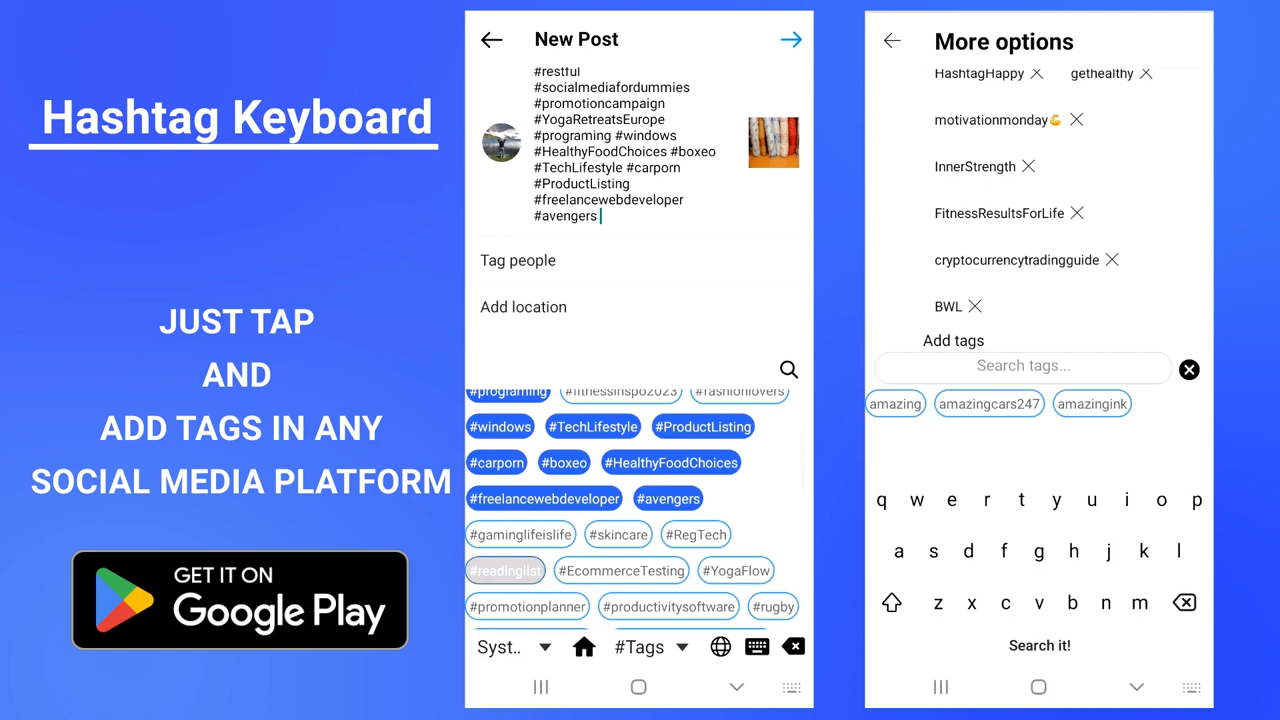 Hashtag Keyboard
JUST TAP
AND
ADD TAGS IN ANY
SOCIAL MEDIA PLATFORM
GET IT ON
Google Play
New Post
#restful
#socialmediafordummies
#promotioncampaign
#YogaRetreatsEurope
#programing #windows
#HealthyFoodChoices #boxeo
#TechLifestyle #carporn
#ProductListing
#freelancewebdeveloper
#avengers
Tag people
Add location
#programing #fitnessinspo2023 #fashionlovers
#windows #TechLifestyle #ProductListing
#carporn #boxeo #HealthyFoodChoices
#freelancewebdeveloper #avengers
#gaminglifeislife #skincare #RegTech
#readinglist #EcommerceTesting #YogaFlow
#promotionplanner #productivitysoftware #rugby
Syst.. #Tags
More options
HashtagHappy gethealthy
motivationmonday💪
InnerStrength
FitnessResultsForLife
cryptocurrencytradingguide
BWL
Add tags
Search tags...
amazing amazingcars247 amazingink
q w e r t y u i o p
a s d f g h j k l
z x c v b n m
Search it!